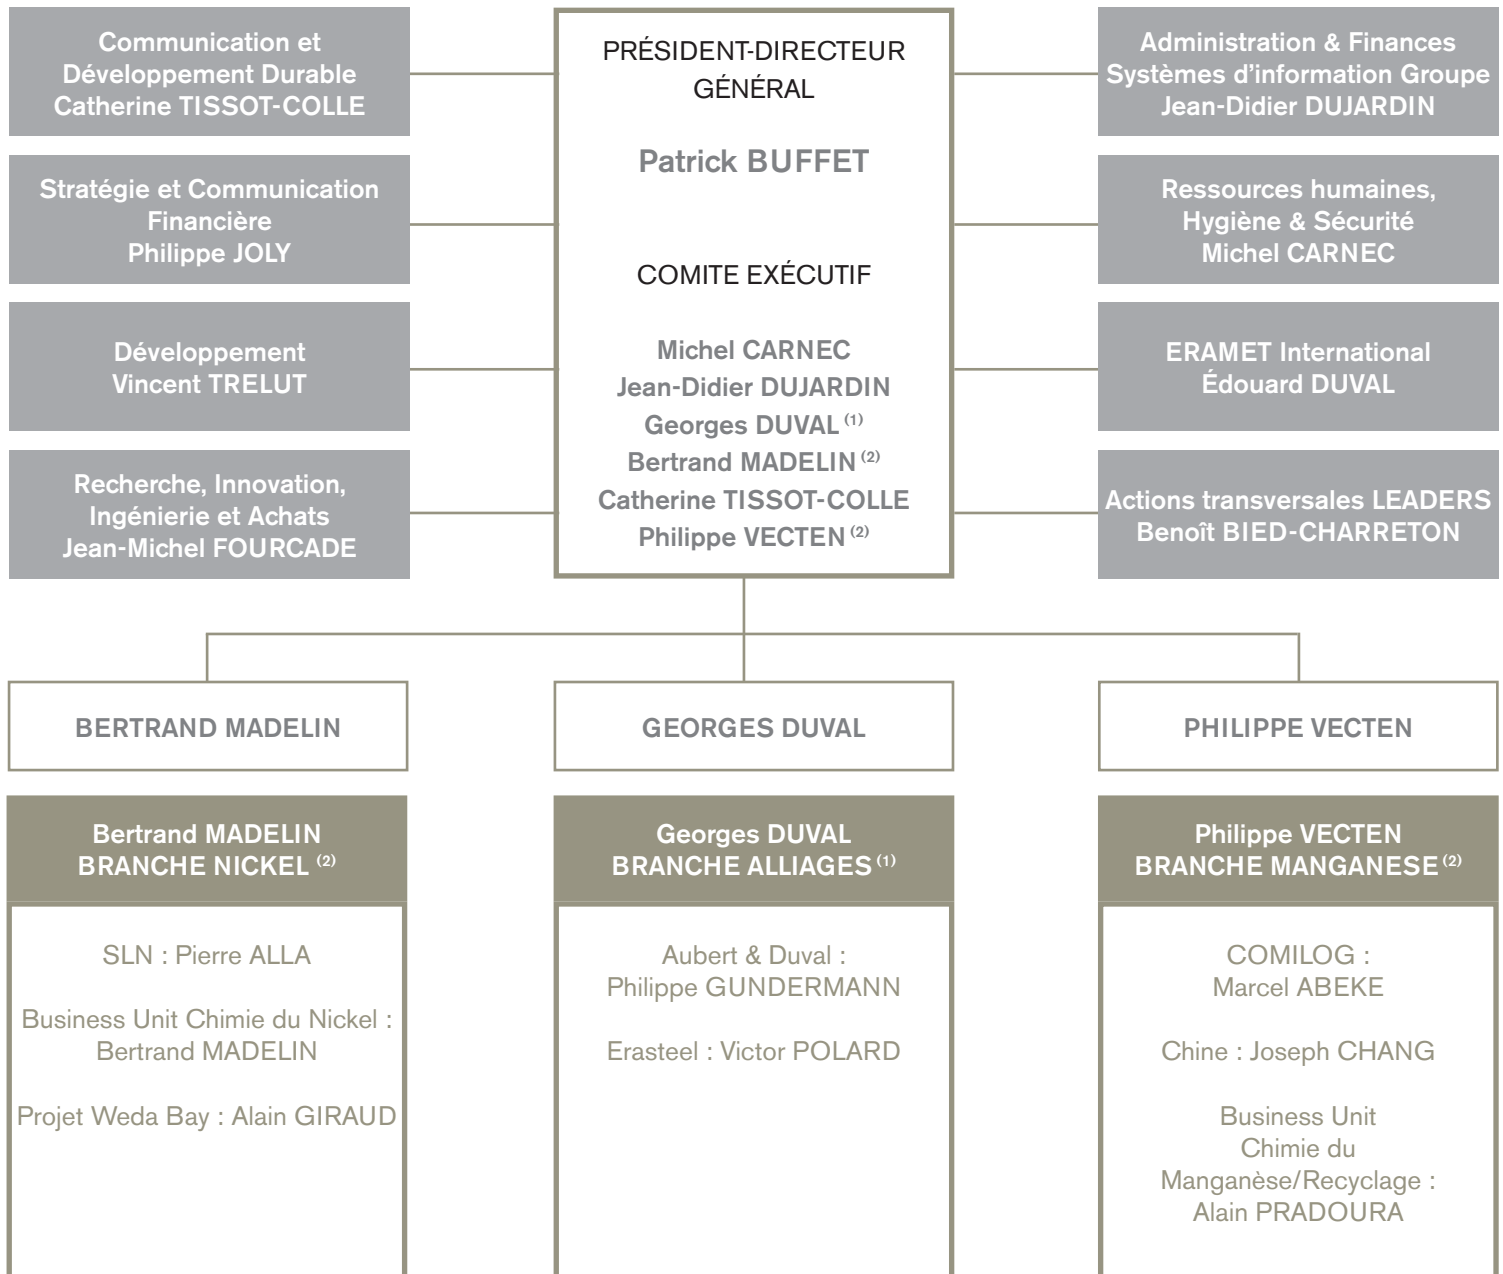 Communication et
Développement Durable
Catherine TISSOT-COLLE
Stratégie et Communication
Financière
Philippe JOLY
Développement
Vincent TRELUT
Recherche, Innovation,
Ingénierie et Achats
Jean-Michel FOURCADE
PRÉSIDENT-DIRECTEUR
GÉNÉRAL
Patrick BUFFET
COMITE EXÉCUTIF
Michel CARNEC
Jean-Didier DUJARDIN
Georges DUVAL (1)
Bertrand MADELIN (2)
Catherine TISSOT-COLLE
Philippe VECTEN (2)
Administration & Finances
Systèmes d'information Groupe
Jean-Didier DUJARDIN
Ressources humaines,
Hygiène & Sécurité
Michel CARNEC
ERAMET International
Édouard DUVAL
Actions transversales LEADERS
Benoît BIED-CHARRETON
BERTRAND MADELIN
Bertrand MADELIN
BRANCHE NICKEL (2)
SLN : Pierre ALLA
Business Unit Chimie du Nickel :
Bertrand MADELIN
Projet Weda Bay : Alain GIRAUD
GEORGES DUVAL
Georges DUVAL
BRANCHE ALLIAGES (1)
Aubert & Duval :
Philippe GUNDERMANN
Erasteel : Victor POLARD
PHILIPPE VECTEN
Philippe VECTEN
BRANCHE MANGANESE (2)
COMILOG :
Marcel ABEKE
Chine : Joseph CHANG
Business Unit
Chimie du
Manganèse/Recyclage :
Alain PRADOURA